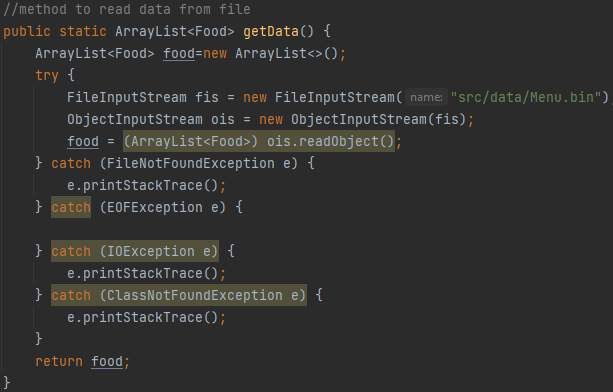 //method to read data from file
public static ArrayList<Food> getData() {
    ArrayList<Food> food=new ArrayList<>();
    try {
        FileInputStream fis = new FileInputStream( name: "src/data/Menu.bin")
        ObjectInputStream ois = new ObjectInputStream(fis);
        food = (ArrayList<Food>) ois.readObject();
    } catch (FileNotFoundException e) {
        e.printStackTrace();
    } catch (EOFException e) {

    } catch (IOException e) {
        e.printStackTrace();
    } catch (ClassNotFoundException e) {
        e.printStackTrace();
    }
    return food;
}